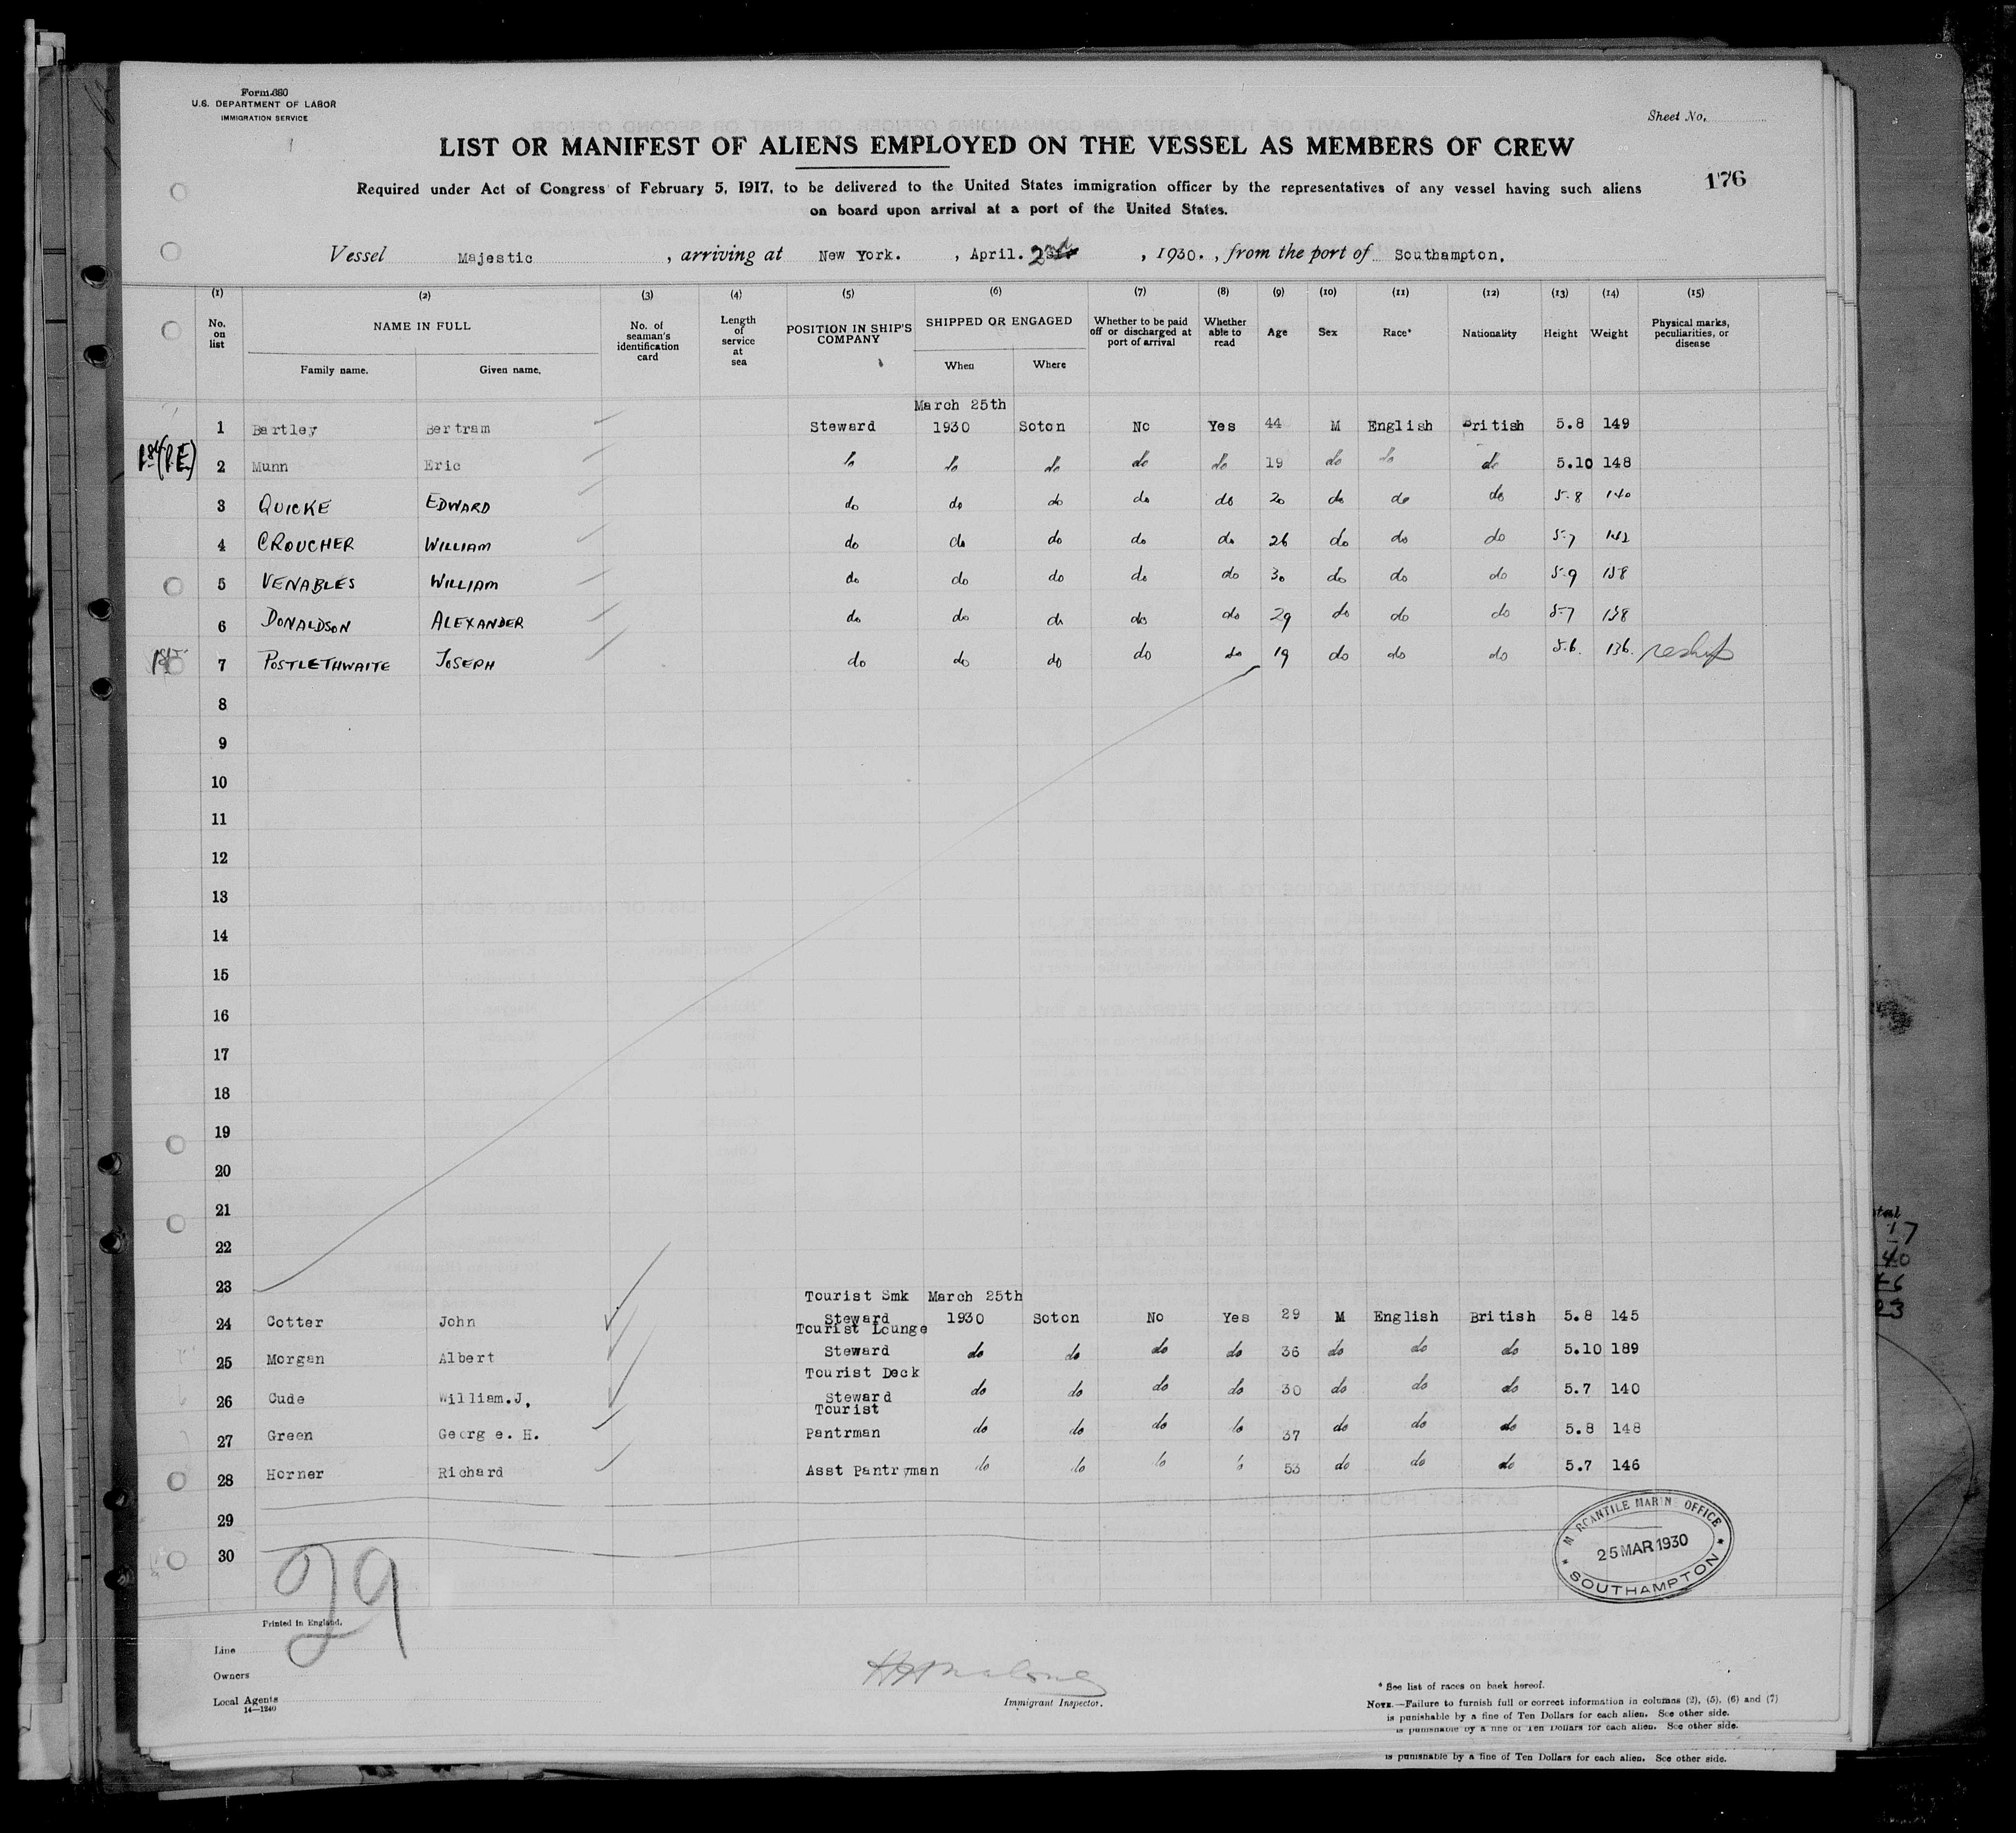 Form 680
U.S. DEPARTMENT OF LABOR
IMMIGRATION SERVICE
Sheet No.
LIST OR MANIFEST OF ALIENS EMPLOYED ON THE VESSEL AS MEMBERS OF CREW
176
Required under Act of Congress of February 5, 1917, to be delivered to the United States immigration officer by the representatives of any vessel having such aliens
on board upon arrival at a port of the United States.
Vessel Majestic , arriving at New York. , April. 2nd , 1930. , from the port of Southampton.
(1) (2) (3) (4) (5) (6) (7) (8) (9) (10) (11) (12) (13) (14) (15)
No. on list
NAME IN FULL
Family name. Given name.
No. of seaman's identification card
Length of service at sea
POSITION IN SHIP'S COMPANY
SHIPPED OR ENGAGED
When Where
Whether to be paid off or discharged at port of arrival
Whether able to read
Age Sex Race* Nationality Height Weight
Physical marks, peculiarities, or disease
March 25th
1 Bartley Bertram Steward 1930 Soton No Yes 44 M English British 5.8 149
1st (P.E.) 2 Munn Eric do do do do do 19 do do do 5.10 148
3 QUICKE EDWARD do do do do do 20 do do do 5.8 140
4 CROUCHER WILLIAM do do do do do 26 do do do 5.7 142
5 VENABLES WILLIAM do do do do do 30 do do do 5.9 158
6 DONALDSON ALEXANDER do do do do do 29 do do do 5.7 138
1st 7 POSTLETHWAITE JOSEPH do do do do do 19 do do do 5.6. 136. reship
8
9
10
11
12
13
14
15
16
17
18
19
20
21
22
23
Tourist Smk March 25th
24 Cotter John Steward 1930 Soton No Yes 29 M English British 5.8 145
Tourist Lounge
25 Morgan Albert Steward do do do do 36 do do do 5.10 189
Tourist Deck
26 Cude William.J. Steward do do do do 30 do do do 5.7 140
Tourist
27 Green George.H. Pantrman do do do do 37 do do do 5.8 148
28 Horner Richard Asst Pantryman do do do do 53 do do do 5.7 146
29
30
29
MERCANTILE MARINE OFFICE
25 MAR 1930
SOUTHAMPTON
Printed in England.
Line
Owners
Local Agents
14—1240
Immigrant Inspector.
* See list of races on back hereof.
NOTE.—Failure to furnish full or correct information in columns (2), (5), (6) and (7)
is punishable by a fine of Ten Dollars for each alien. See other side.
is punishable by a fine of Ten Dollars for each alien. See other side.
is punishable by a fine of Ten Dollars for each alien. See other side.
17
40